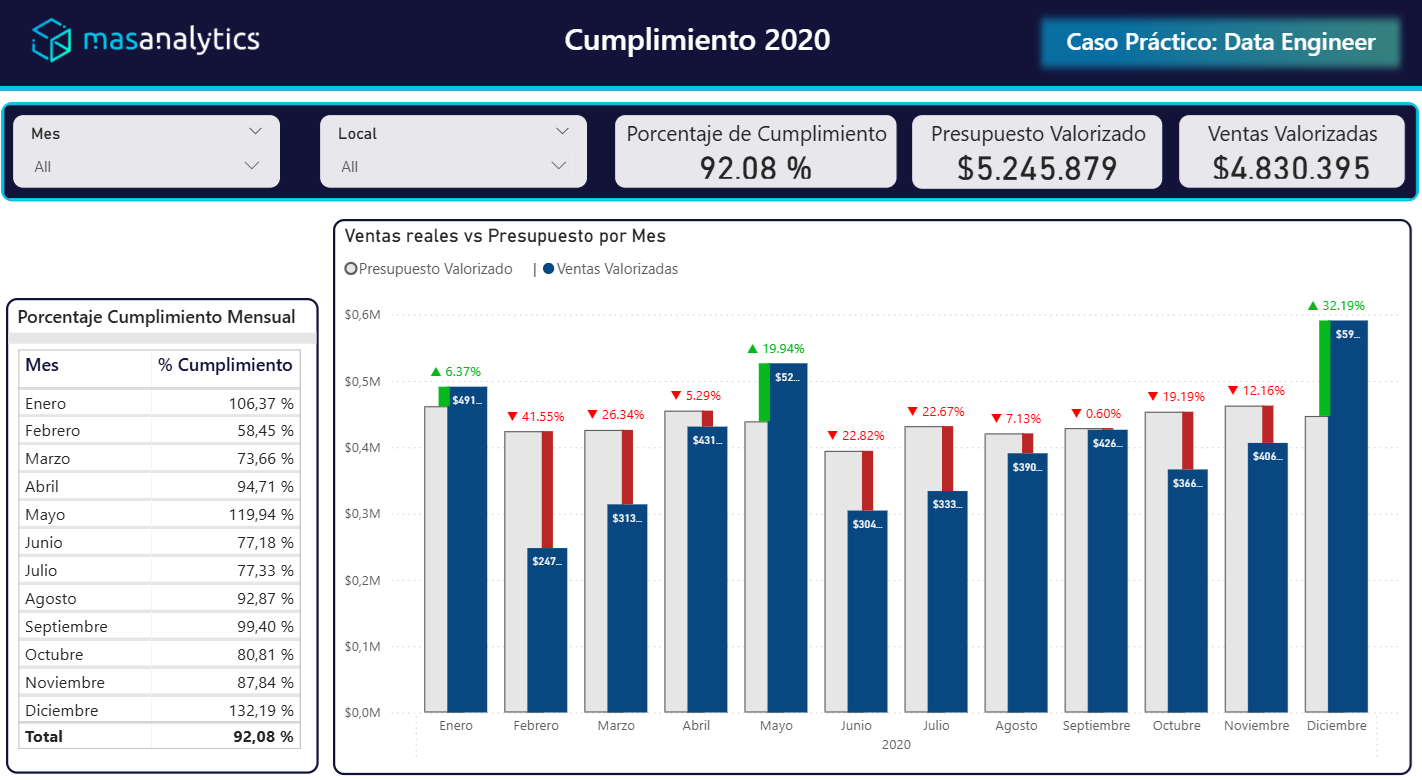 masanalytics
Cumplimiento 2020
Caso Práctico: Data Engineer
Mes
All
Local
All
Porcentaje de Cumplimiento
92.08 %
Presupuesto Valorizado
$5.245.879
Ventas Valorizadas
$4.830.395
Porcentaje Cumplimiento Mensual
Mes % Cumplimiento
Enero 106,37 %
Febrero 58,45 %
Marzo 73,66 %
Abril 94,71 %
Mayo 119,94 %
Junio 77,18 %
Julio 77,33 %
Agosto 92,87 %
Septiembre 99,40 %
Octubre 80,81 %
Noviembre 87,84 %
Diciembre 132,19 %
Total 92,08 %
Ventas reales vs Presupuesto por Mes
Presupuesto Valorizado | Ventas Valorizadas
$0,6M
$0,5M
$0,4M
$0,3M
$0,2M
$0,1M
$0,0M
▲ 6.37%
▼ 41.55%
▼ 26.34%
▼ 5.29%
▲ 19.94%
▼ 22.82%
▼ 22.67%
▼ 7.13%
▼ 0.60%
▼ 19.19%
▼ 12.16%
▲ 32.19%
$491...
$247...
$313...
$431...
$52...
$304...
$333...
$390...
$426...
$366...
$406...
$59...
Enero Febrero Marzo Abril Mayo Junio Julio Agosto Septiembre Octubre Noviembre Diciembre
2020